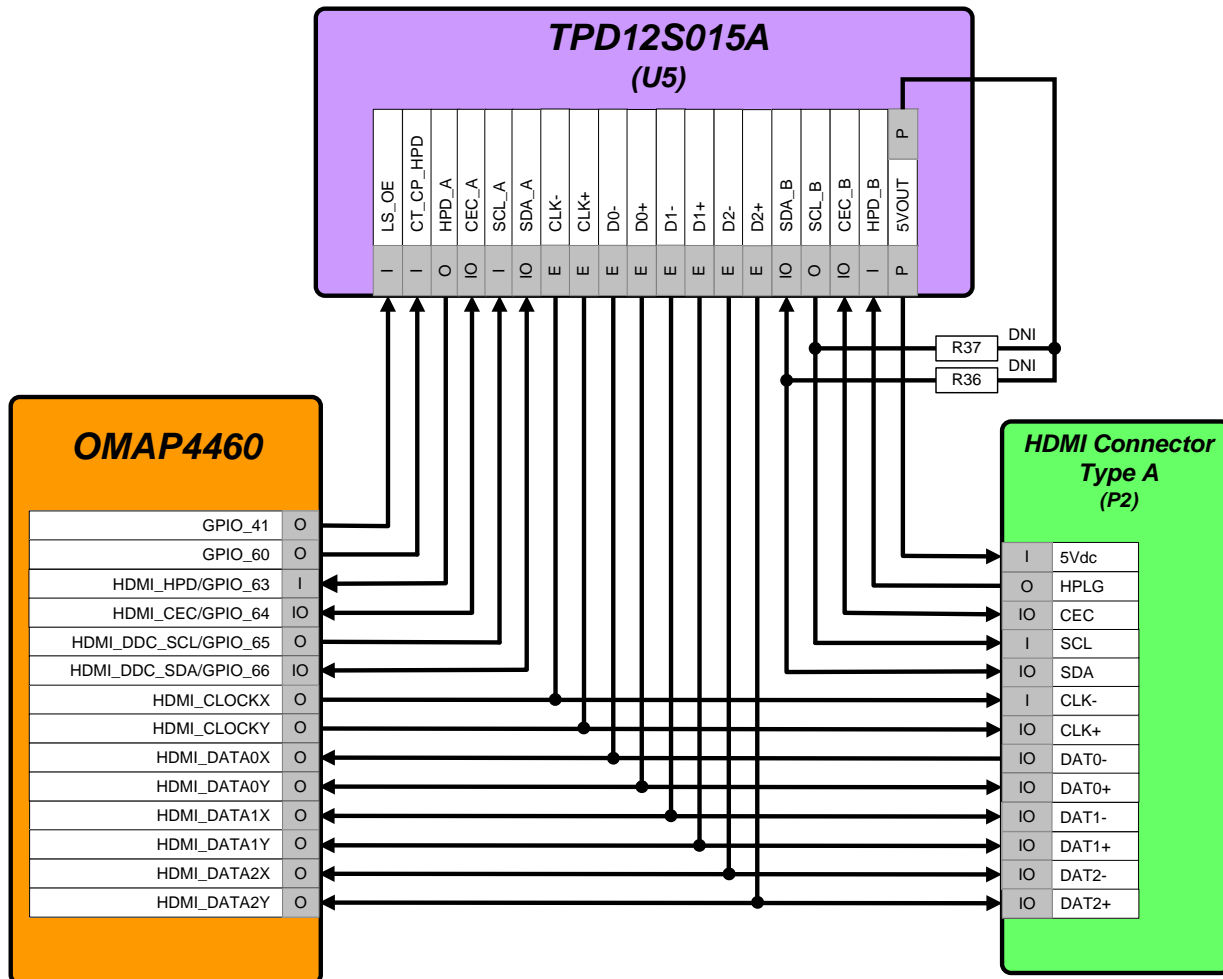 TPD12S015A
(U5)
LS_OE
CT_CP_HPD
HPD_A
CEC_A
SCL_A
SDA_A
CLK-
CLK+
D0-
D0+
D1-
D1+
D2-
D2+
SDA_B
SCL_B
CEC_B
HPD_B
P
5VOUT
I
I
O
IO
I
IO
E
E
E
E
E
E
E
E
IO
O
IO
I
P
R37
DNI
R36
DNI
OMAP4460
GPIO_41 O
GPIO_60 O
HDMI_HPD/GPIO_63 I
HDMI_CEC/GPIO_64 IO
HDMI_DDC_SCL/GPIO_65 O
HDMI_DDC_SDA/GPIO_66 IO
HDMI_CLOCKX O
HDMI_CLOCKY O
HDMI_DATA0X O
HDMI_DATA0Y O
HDMI_DATA1X O
HDMI_DATA1Y O
HDMI_DATA2X O
HDMI_DATA2Y O
HDMI Connector
Type A
(P2)
I 5Vdc
O HPLG
IO CEC
I SCL
IO SDA
I CLK-
IO CLK+
IO DAT0-
IO DAT0+
IO DAT1-
IO DAT1+
IO DAT2-
IO DAT2+